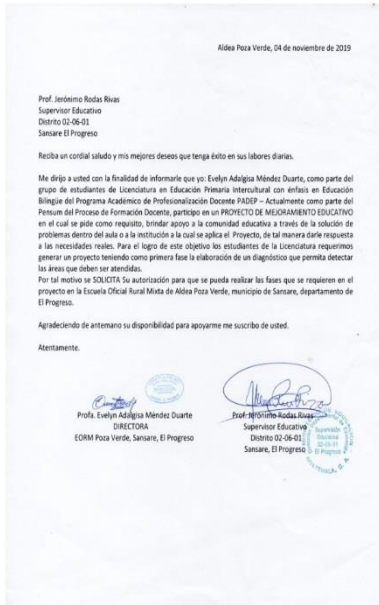 Aldea Poza Verde, 04 de noviembre de 2019
Prof. Jerónimo Rodas Rivas
Supervisor Educativo
Distrito 02-06-01
Sansare El Progreso
Reciba un cordial saludo y mis mejores deseos que tenga éxito en sus labores diarias.
Me dirijo a usted con la finalidad de informarle que yo: Evelyn Adalgisa Méndez Duarte, como parte del
grupo de estudiantes de Licenciatura en Educación Primaria Intercultural con énfasis en Educación
Bilingüe del Programa Académico de Profesionalización Docente PADEP – Actualmente como parte del
Pensum del Proceso de Formación Docente, participo en un PROYECTO DE MEJORAMIENTO EDUCATIVO
en el cual se pide como requisito, brindar apoyo a la comunidad educativa a través de la solución de
problemas dentro del aula o a la institución a la cual se aplica el Proyecto, de tal manera darle respuesta
a las necesidades reales. Para el logro de este objetivo los estudiantes de la Licenciatura requerimos
generar un proyecto teniendo como primera fase la elaboración de un diagnóstico que permita detectar
las áreas que deben ser atendidas.
Por tal motivo se SOLICITA Su autorización para que se pueda realizar las fases que se requieren en el
proyecto en la Escuela Oficial Rural Mixta de Aldea Poza Verde, municipio de Sansare, departamento de
El Progreso.
Agradeciendo de antemano su disponibilidad para apoyarme me suscribo de usted.
Atentamente.
Profa. Evelyn Adalgisa Méndez Duarte
DIRECTORA
EORM Poza Verde, Sansare, El Progreso
Prof. Jerónimo Rodas Rivas
Supervisor Educativo
Distrito 02-06-01
Sansare, El Progreso
Supervisión
Educativa
02-06-01
El Progreso